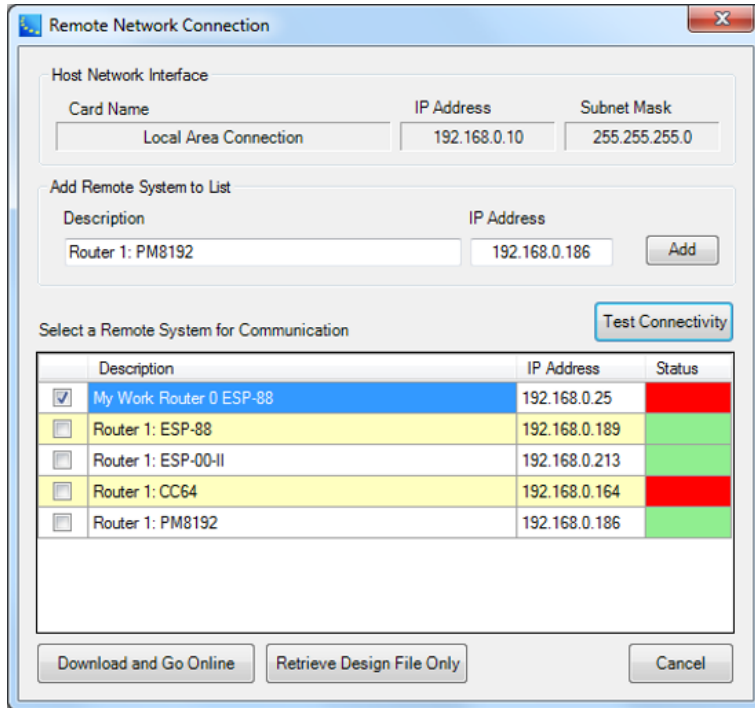 Remote Network Connection
Host Network Interface
Card Name IP Address Subnet Mask
Local Area Connection 192.168.0.10 255.255.255.0
Add Remote System to List
Description IP Address
Router 1: PM8192 192.168.0.186 Add
Test Connectivity
Select a Remote System for Communication
Description IP Address Status
My Work Router 0 ESP-88 192.168.0.25
Router 1: ESP-88 192.168.0.189
Router 1: ESP-00-II 192.168.0.213
Router 1: CC64 192.168.0.164
Router 1: PM8192 192.168.0.186
Download and Go Online Retrieve Design File Only Cancel